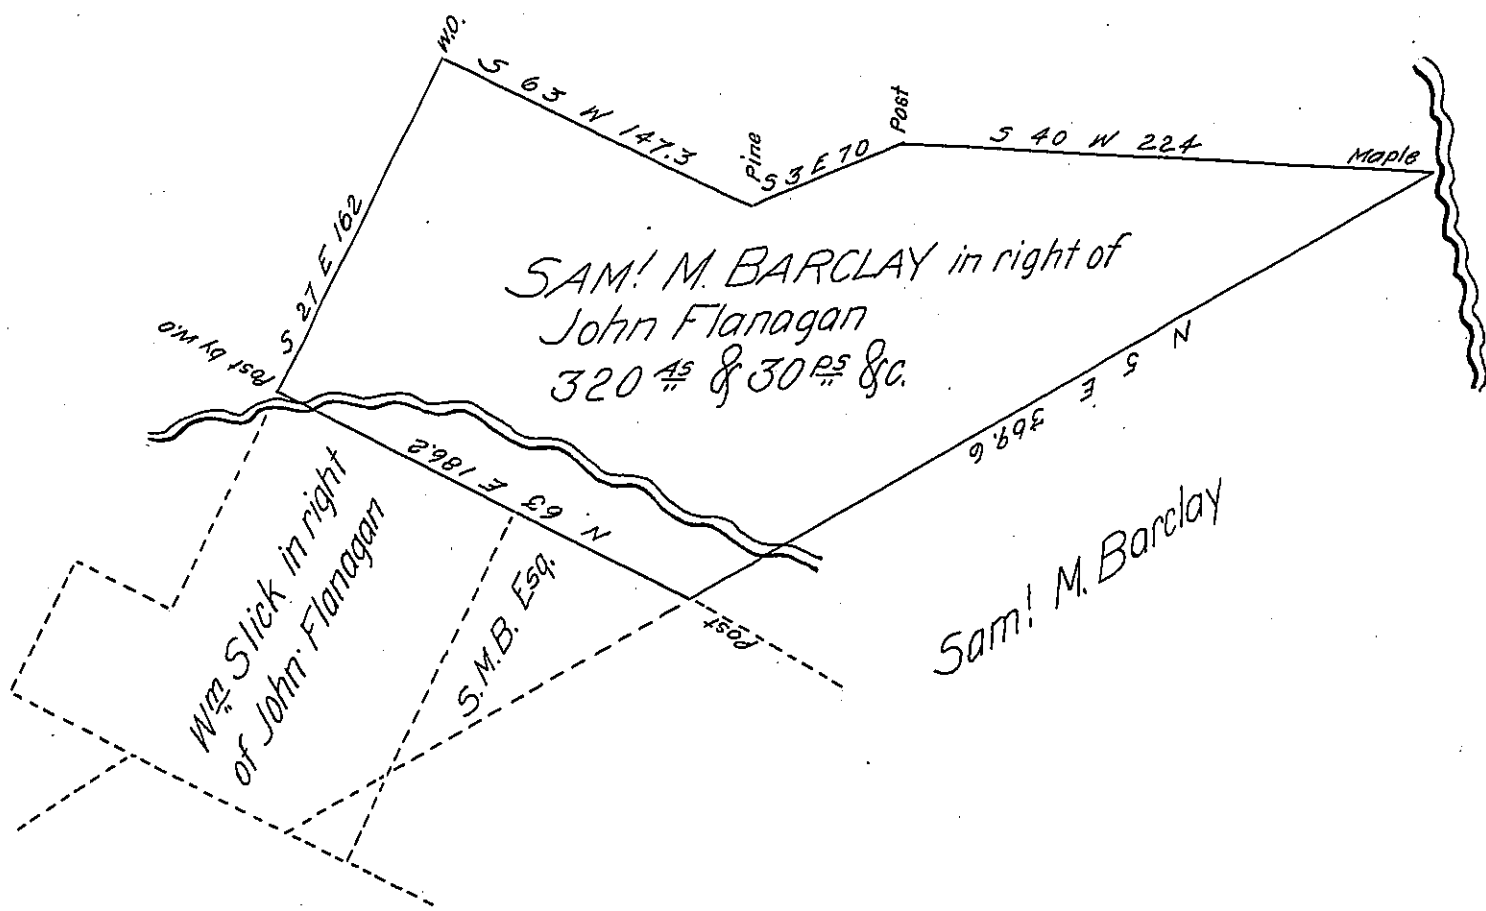 W.O.
S 63 W 147.3
Pine
S 3 E 70
Post
S 40 W 224
Maple
S 27 E 162
Post by W.O
SAM! M. BARCLAY in right of
John Flanagan
320 As & 30 Ps &c.
N 5 E 369.6
N 63 E 186.2
Post
Wm Slick in right
of John Flanagan
S.M.B. Esq.
Sam! M. Barclay